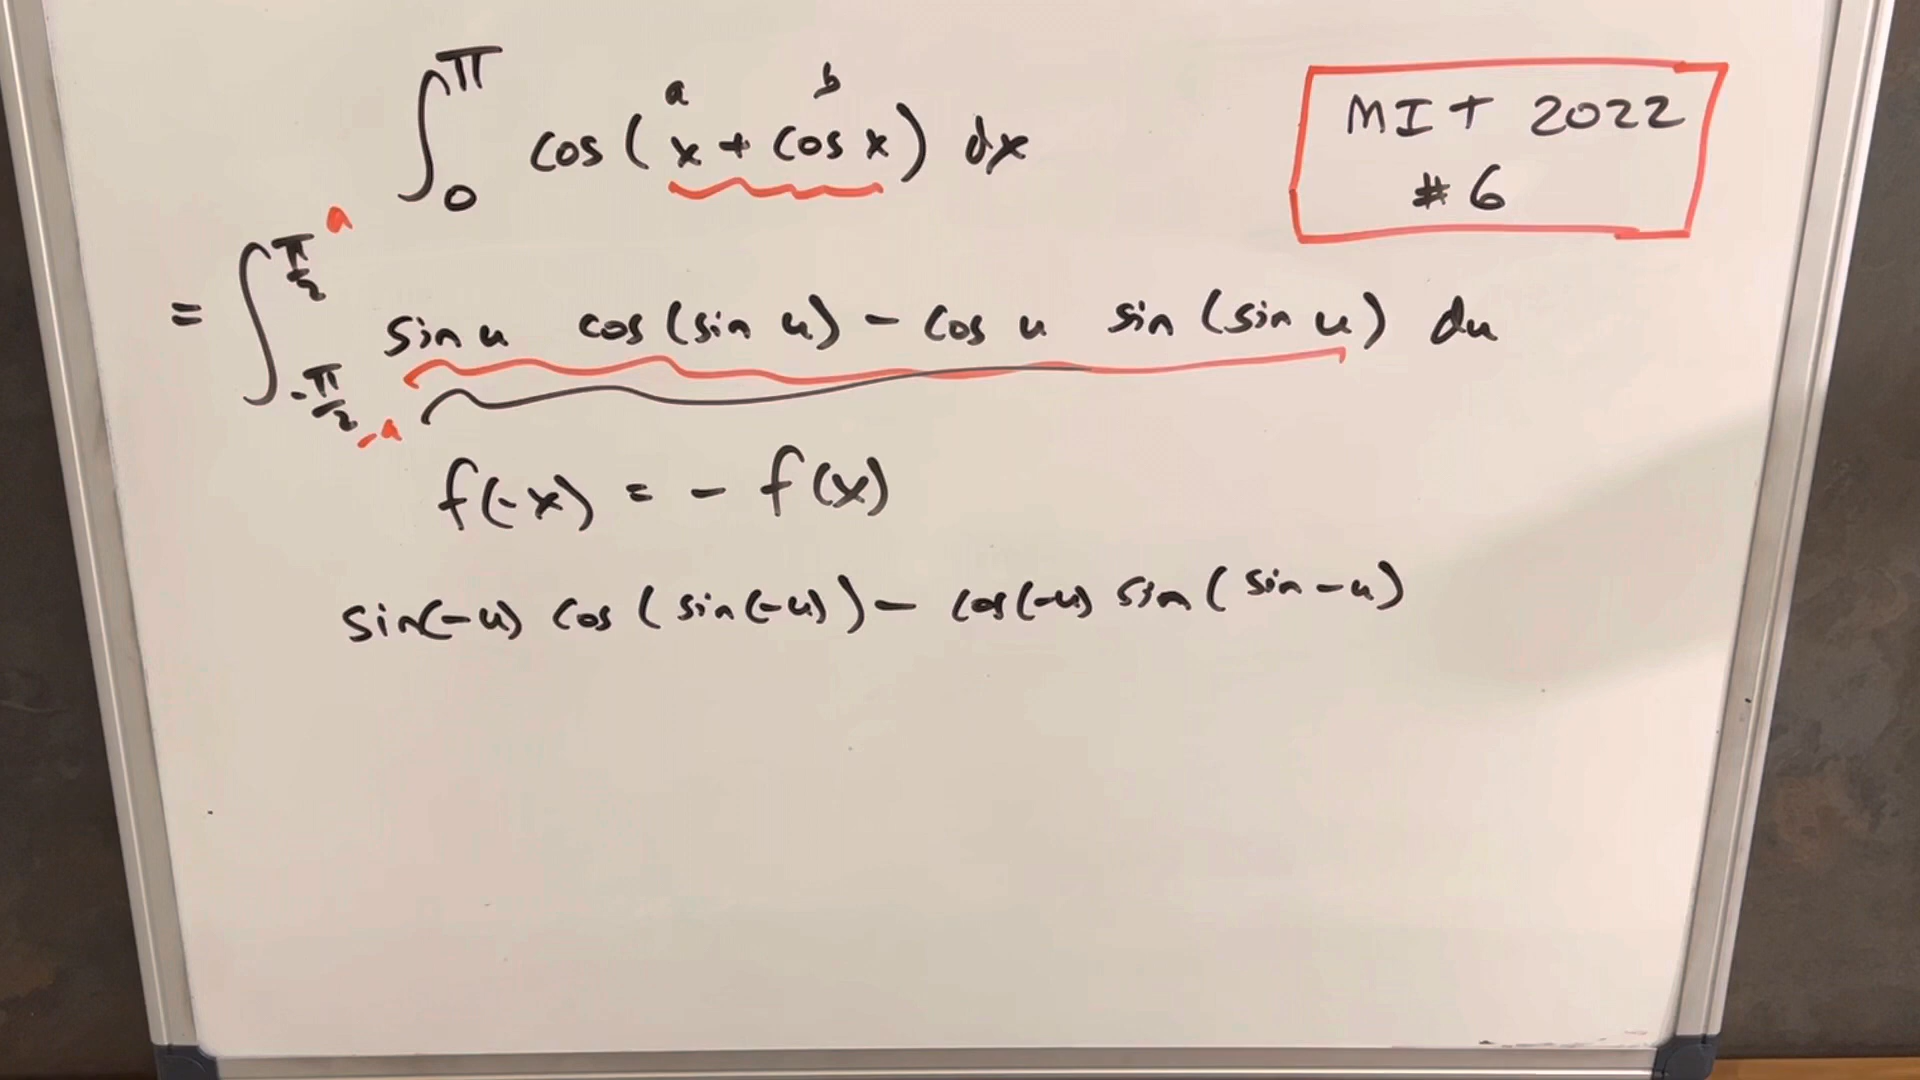 ∫₀^π cos(x + cos x) dx
a b
MIT 2022
#6
= ∫_{-π/2}^{π/2} sin u cos(sin u) - cos u sin(sin u) du
a
-a
f(-x) = - f(x)
sin(-u) cos(sin(-u)) - cos(-u) sin(sin -u)